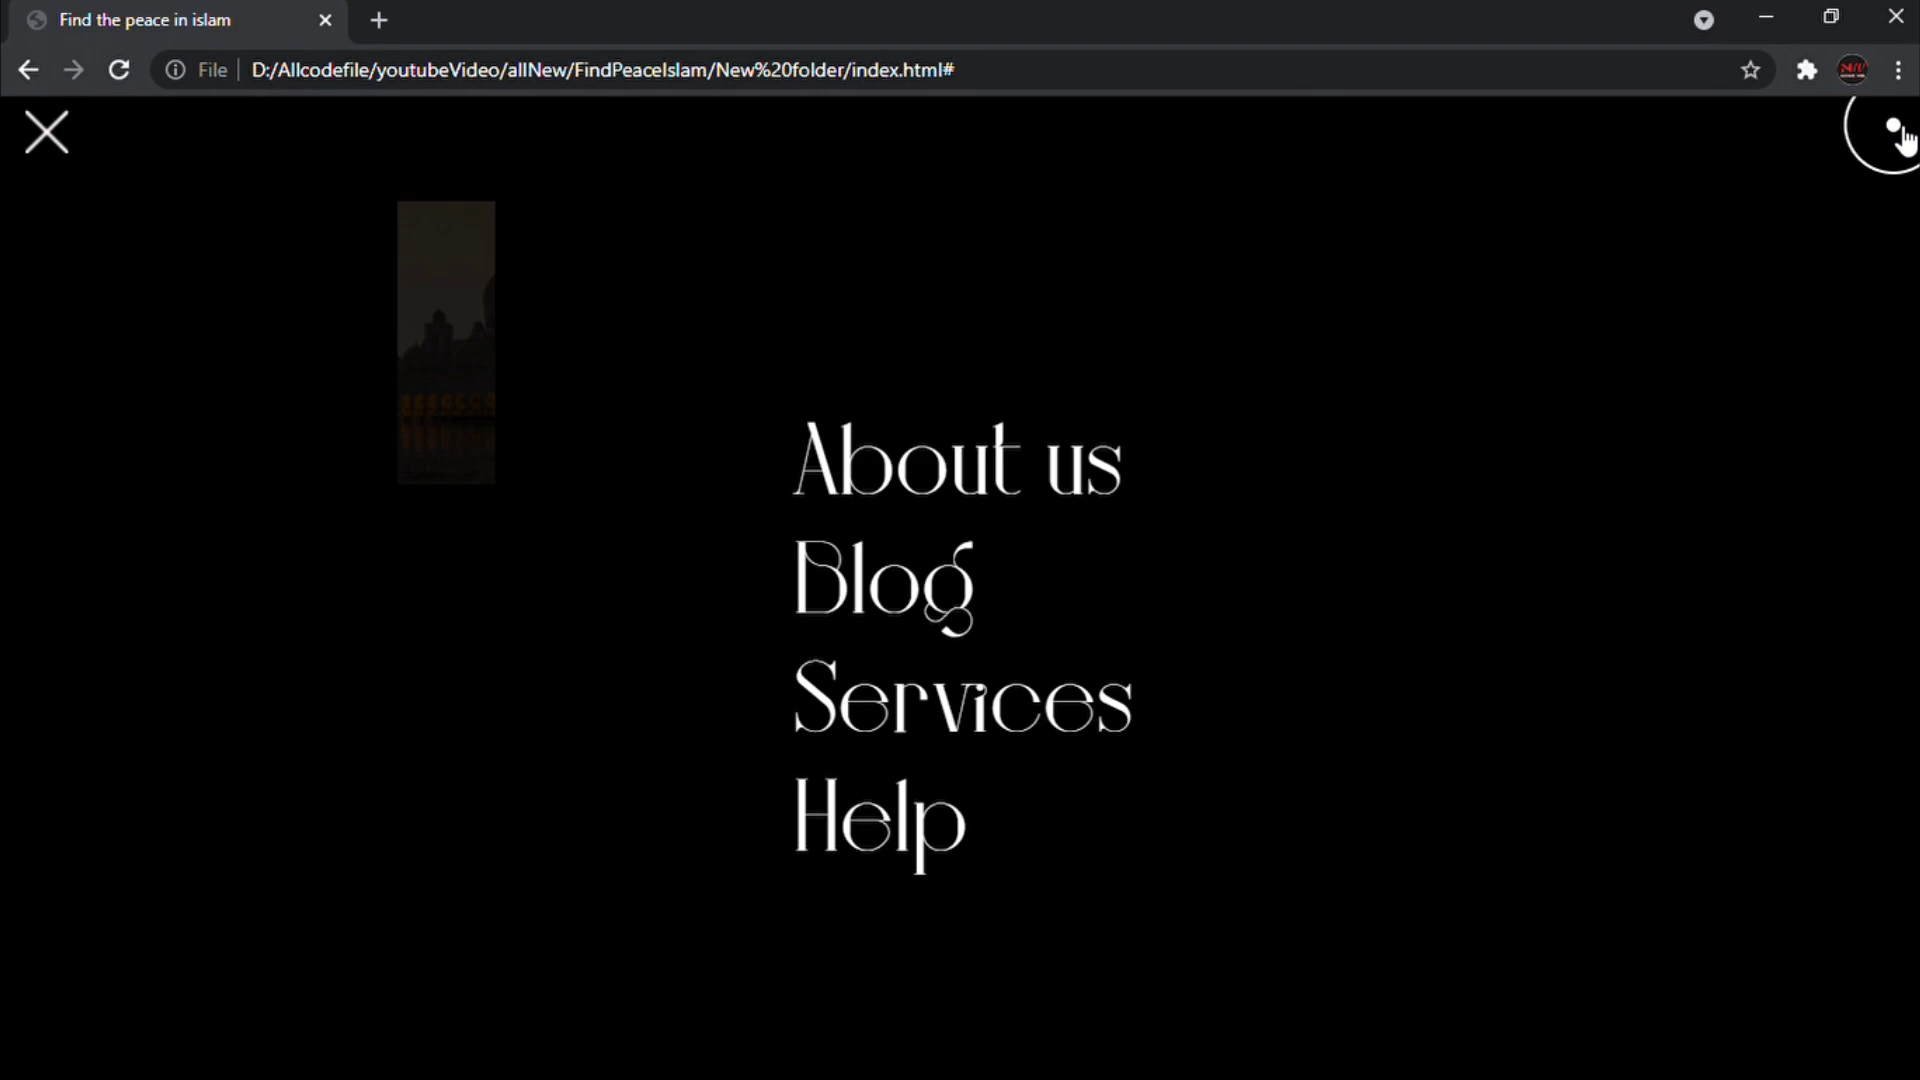 Find the peace in islam
File
D:/Allcodefile/youtubeVideo/allNew/FindPeaceIslam/New%20folder/index.html#
About us
Blog
Services
Help